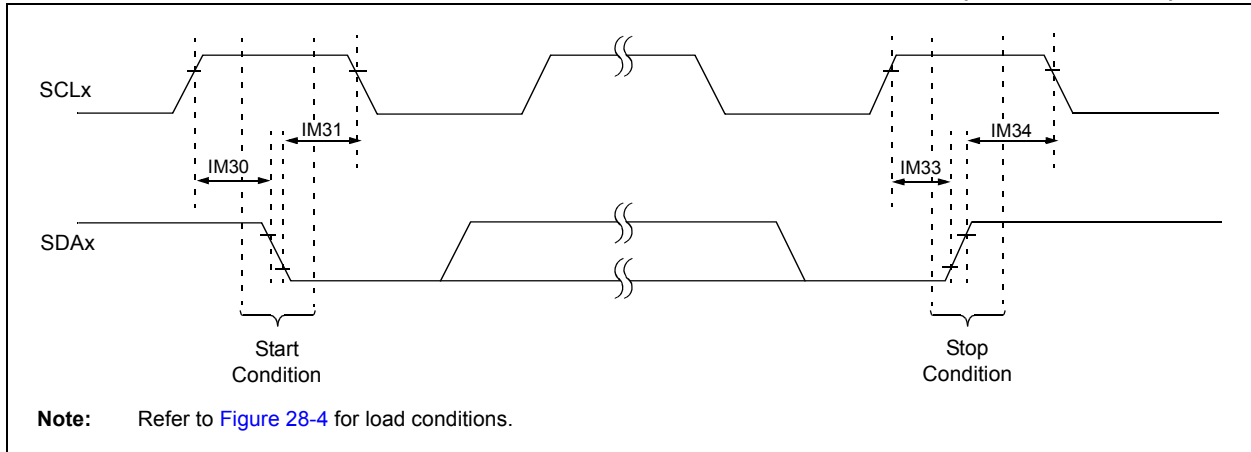 SCLx
IM31
IM34
IM30
IM33
SDAx
Start
Condition
Stop
Condition
Note: Refer to Figure 28-4 for load conditions.